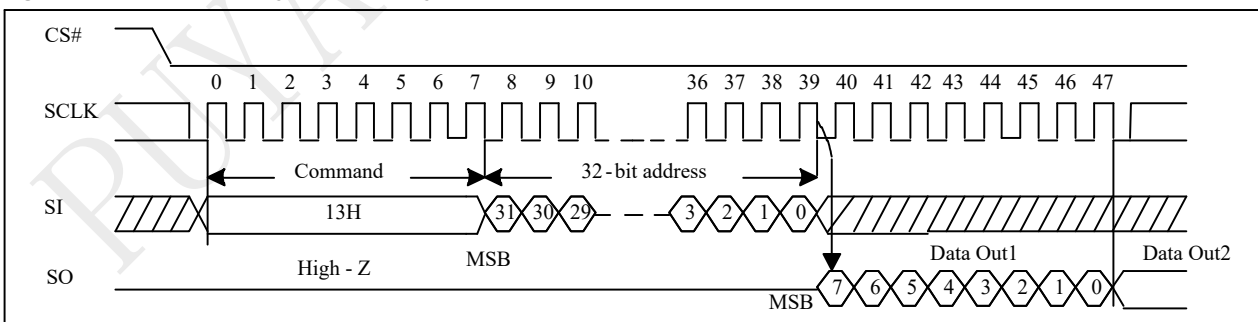 CS#
0 1 2 3 4 5 6 7 8 9 10 36 37 38 39 40 41 42 43 44 45 46 47
SCLK
Command 32-bit address
SI 13H 31 30 29 3 2 1 0
MSB Data Out1 Data Out2
SO High - Z
MSB 7 6 5 4 3 2 1 0
PUYA